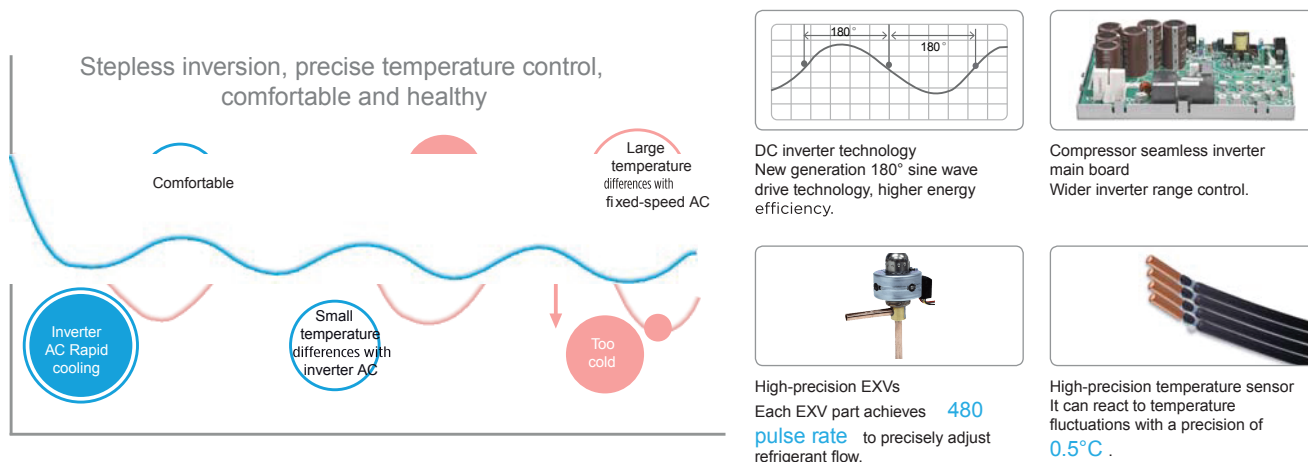 Stepless inversion, precise temperature control,
comfortable and healthy
Comfortable
Large
temperature
differences with
fixed-speed AC
Inverter
AC Rapid
cooling
Small
temperature
differences with
inverter AC
Too
cold
180°
180°
DC inverter technology
New generation 180° sine wave
drive technology, higher energy
efficiency.
Compressor seamless inverter
main board
Wider inverter range control.
High-precision EXVs
Each EXV part achieves 480
pulse rate to precisely adjust
refrigerant flow.
High-precision temperature sensor
It can react to temperature
fluctuations with a precision of
0.5°C .